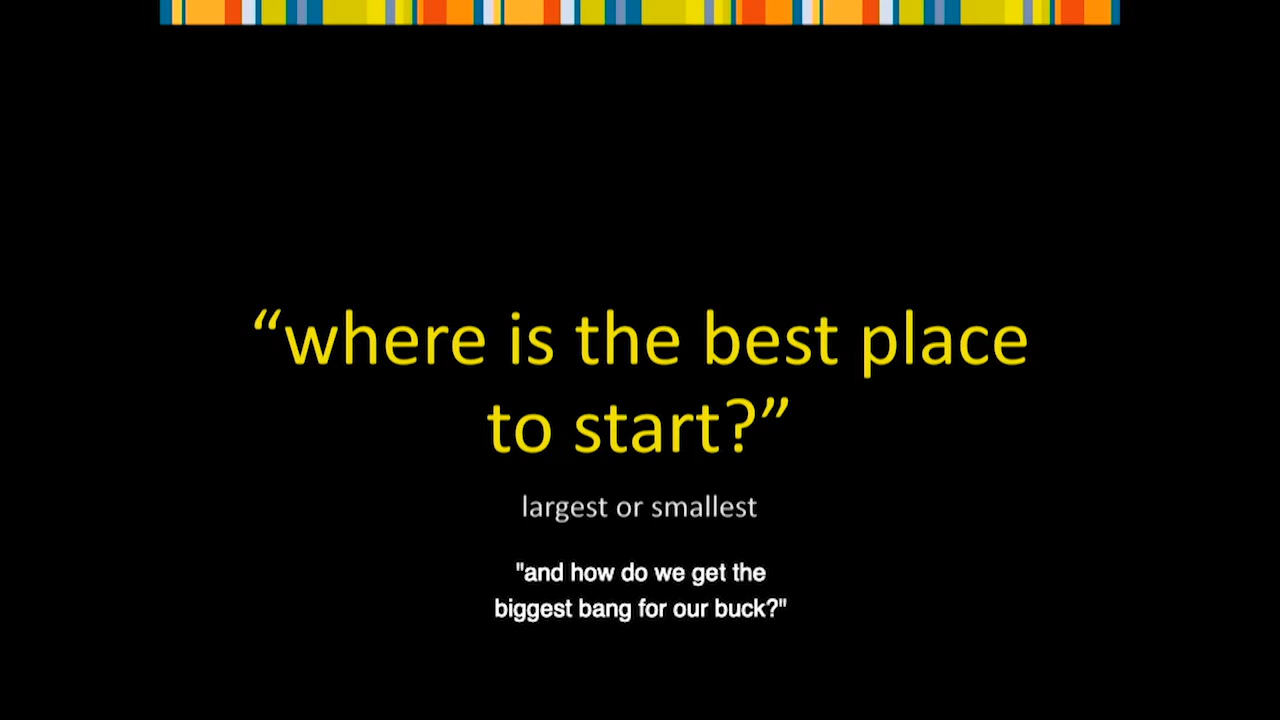 “where is the best place
to start?”
largest or smallest
"and how do we get the
biggest bang for our buck?"